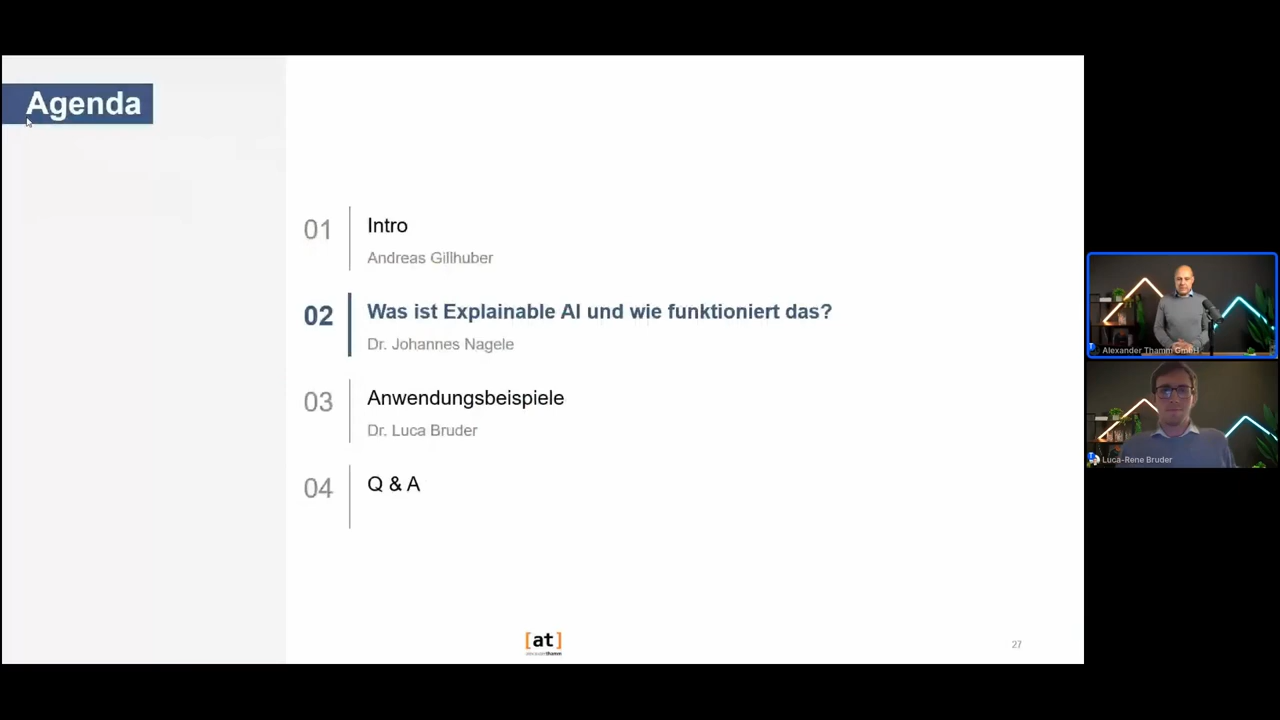 Agenda
01
Intro
Andreas Gillhuber
02
Was ist Explainable AI und wie funktioniert das?
Dr. Johannes Nagele
03
Anwendungsbeispiele
Dr. Luca Bruder
04
Q & A
[at]
alexanderthamm
27
Alexander Thamm GmbH
Luca-Rene Bruder